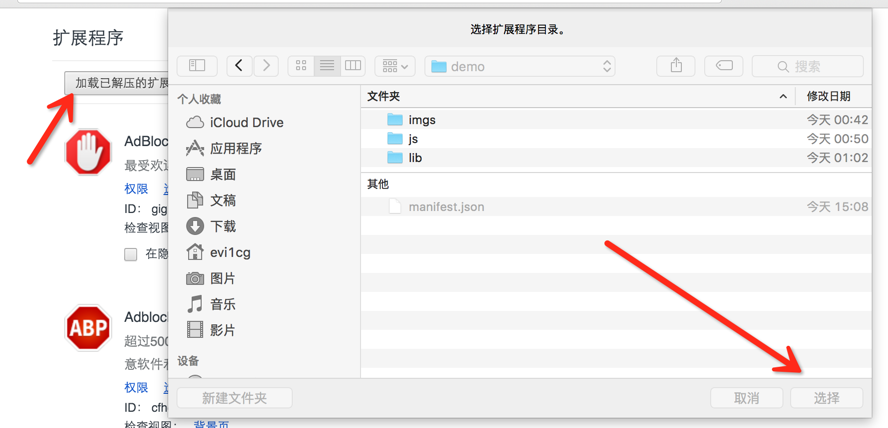 选择扩展程序目录。
扩展程序
demo
搜索
加载已解压的扩展
个人收藏
文件夹
修改日期
iCloud Drive
imgs
今天 00:42
应用程序
js
今天 00:50
AdBloc
桌面
lib
今天 01:02
最受欢迎
其他
权限
文稿
manifest.json
今天 15:08
ID: gig
下载
检查视图
在隐
evi1cg
图片
音乐
ABP
Adbloc
影片
超过500
设备
意软件和
权限
新建文件夹
取消
选择
ID: cfh
检查视图: 背景页